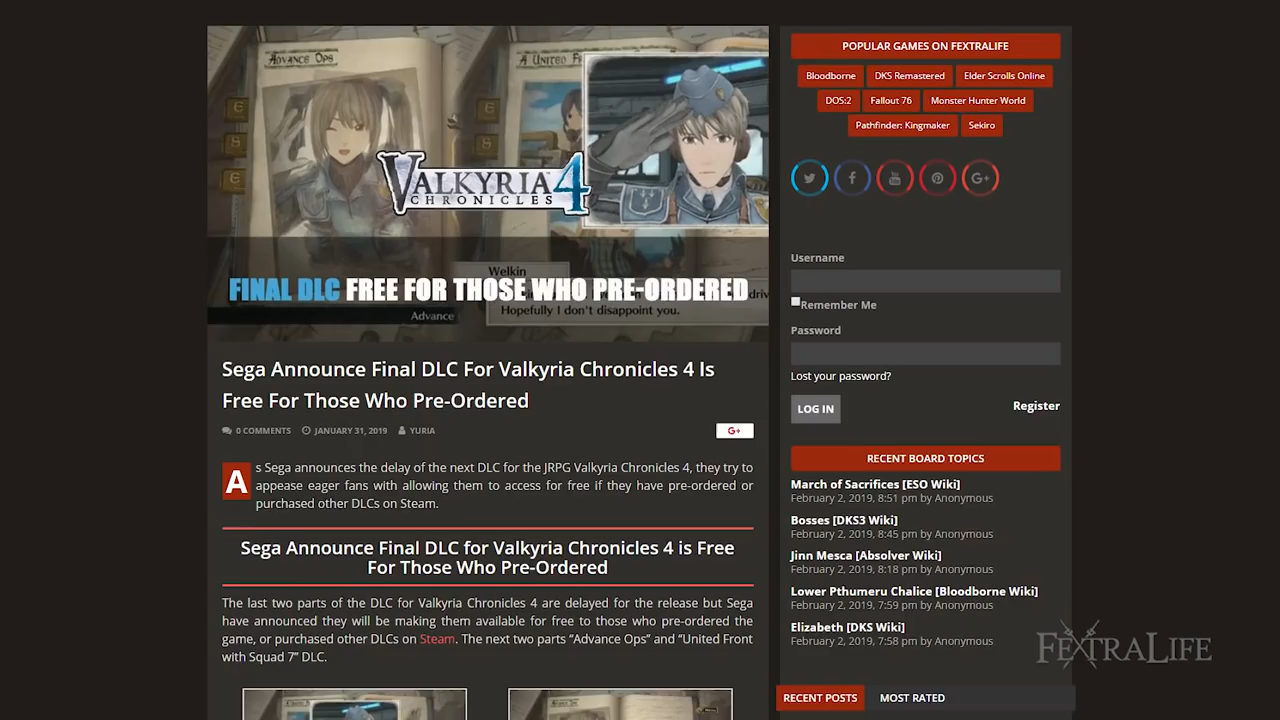 ADVANCE OPS
A UNITED
E
S
E
E
S
VALKYRIA
CHRONICLES 4
Welkin
FINAL DLC FREE FOR THOSE WHO PRE-ORDERED
Hopefully I don't disappoint you.
Advance
Sega Announce Final DLC For Valkyria Chronicles 4 Is
Free For Those Who Pre-Ordered
0 COMMENTS JANUARY 31, 2019 YURIA
G+
As Sega announces the delay of the next DLC for the JRPG Valkyria Chronicles 4, they try to
appease eager fans with allowing them to access for free if they have pre-ordered or
purchased other DLCs on Steam.
Sega Announce Final DLC for Valkyria Chronicles 4 is Free
For Those Who Pre-Ordered
The last two parts of the DLC for Valkyria Chronicles 4 are delayed for the release but Sega
have announced they will be making them available for free to those who pre-ordered the
game, or purchased other DLCs on Steam. The next two parts “Advance Ops” and “United Front
with Squad 7” DLC.
POPULAR GAMES ON FEXTRALIFE
Bloodborne DKS Remastered Elder Scrolls Online
DOS:2 Fallout 76 Monster Hunter World
Pathfinder: Kingmaker Sekiro
f You Tube G+
Username
Remember Me
Password
Lost your password?
LOG IN Register
RECENT BOARD TOPICS
March of Sacrifices [ESO Wiki]
February 2, 2019, 8:51 pm by Anonymous
Bosses [DKS3 Wiki]
February 2, 2019, 8:45 pm by Anonymous
Jinn Mesca [Absolver Wiki]
February 2, 2019, 8:18 pm by Anonymous
Lower Pthumeru Chalice [Bloodborne Wiki]
February 2, 2019, 7:59 pm by Anonymous
Elizabeth [DKS Wiki]
February 2, 2019, 7:58 pm by Anonymous
FEXTRALIFE
RECENT POSTS MOST RATED